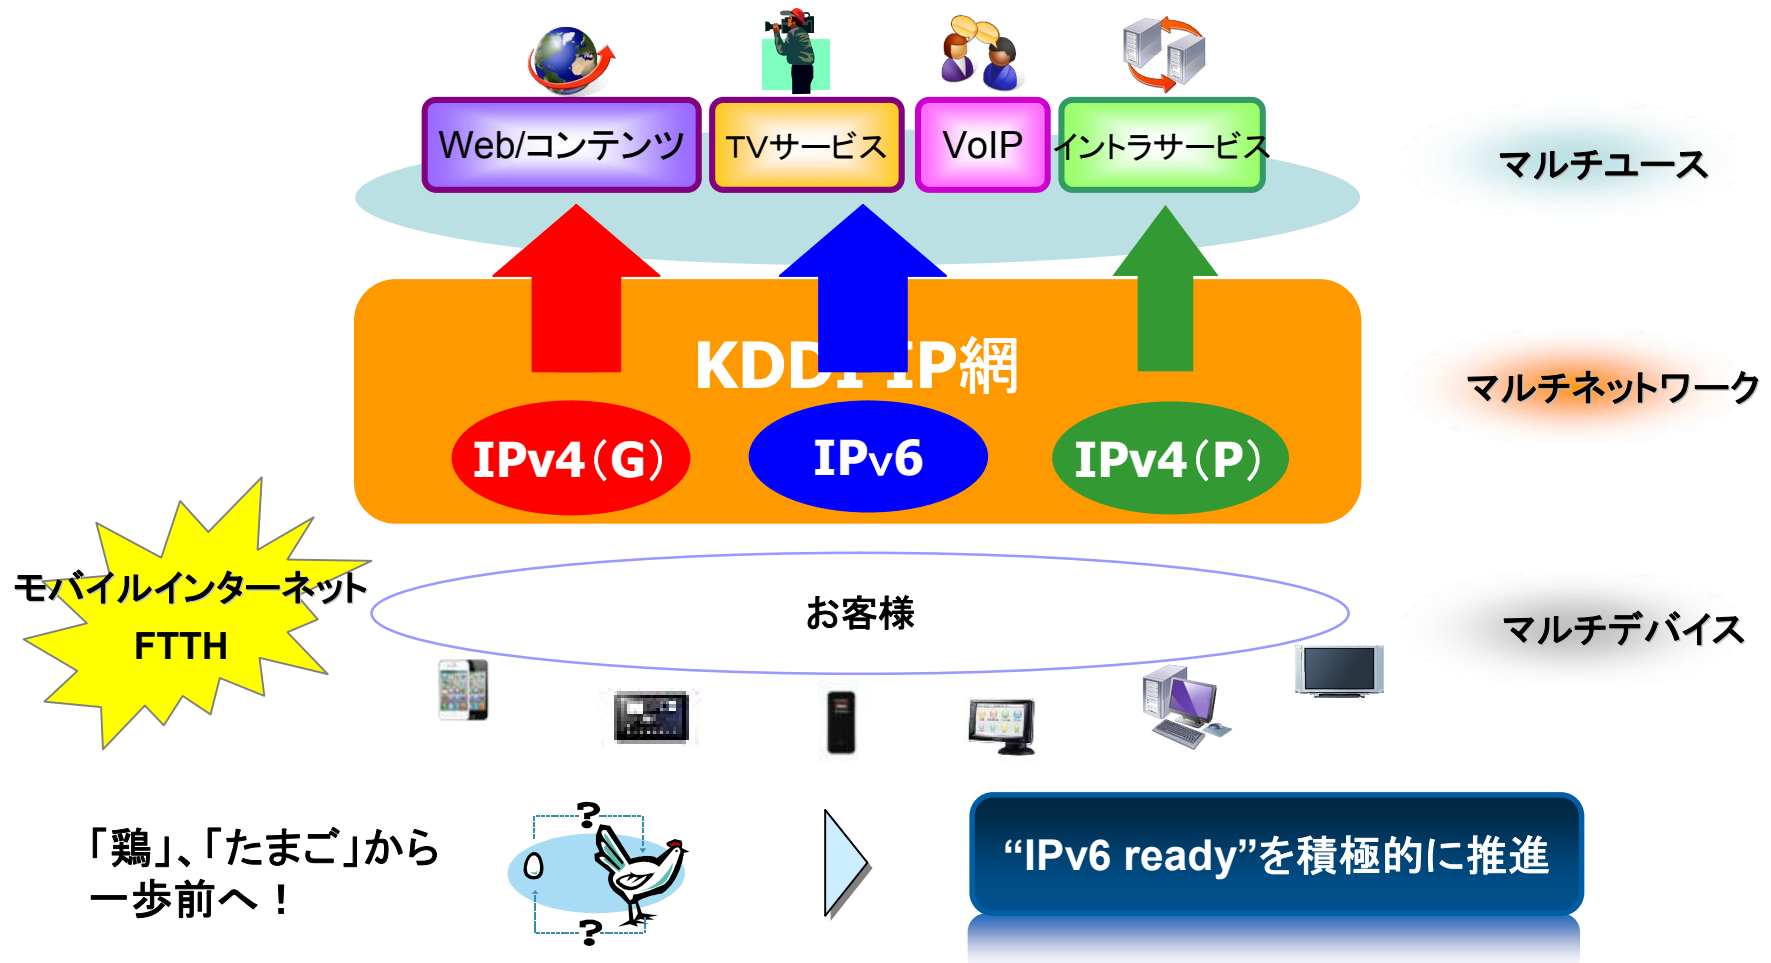 Web/コンテンツ
TVサービス
VoIP
イントラサービス
マルチユース
KDDI IP網
マルチネットワーク
IPv4(G)
IPv6
IPv4(P)
モバイルインターネット
FTTH
お客様
マルチデバイス
?
「鶏」、「たまご」から
一歩前へ！
?
“IPv6 ready”を積極的に推進